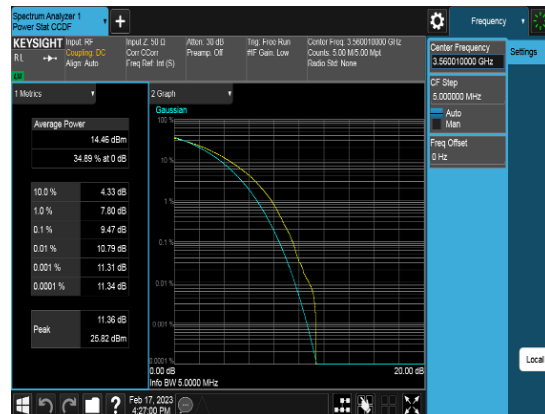 Spectrum Analyzer 1
Power Stat CCDF
+
Frequency
KEYSIGHT
RL
Input: RF
Coupling: DC
Align: Auto
Input Z: 50 Ω
Corr CCorr
Freq Ref: Int (S)
Atten: 30 dB
Preamp: Off
Trig: Free Run
#IF Gain: Low
Center Freq: 3.560010000 GHz
Counts: 5.00 M/5.00 Mpt
Radio Std: None
Center Frequency
3.560010000 GHz
Settings
CF Step
5.000000 MHz
Auto
Man
Freq Offset
0 Hz
1 Metrics
Average Power
14.46 dBm
34.89 % at 0 dB
10.0 % 4.33 dB
1.0 % 7.80 dB
0.1 % 9.47 dB
0.01 % 10.79 dB
0.001 % 11.31 dB
0.0001 % 11.34 dB
Peak
11.36 dB
25.82 dBm
2 Graph
Gaussian
100 %
10 %
1 %
0.1 %
0.01 %
0.001 %
0.0001 %
0.00 dB
20.00 dB
Info BW 5.0000 MHz
Local
?
Feb 17, 2023
4:27:00 PM